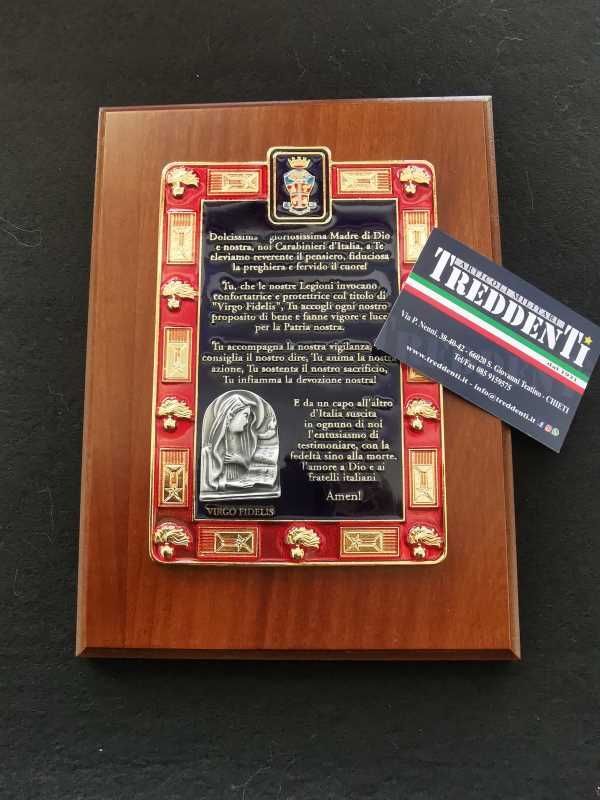 Dolcissima gloriosissima Madre di Dio
e nostra, noi Carabinieri d'Italia, a Te
eleviamo reverente il pensiero, fiduciosa
la preghiera e fervido il cuore!
Tu, che le nostre Legioni invocano
confortatrice e protettrice col titolo di
"Virgo Fidelis", Tu accogli ogni nostro
proposito di bene e fanne vigore e luce
per la Patria nostra.
Tu accompagna la nostra vigilanza,
consiglia il nostro dire, Tu anima la nostra
azione, Tu sostenta il nostro sacrificio,
Tu infiamma la devozione nostra!
E da un capo all'altro
d'Italia suscita
in ognuno di noi
l'entusiasmo di
testimoniare, con la
fedeltà sino alla morte,
l'amore a Dio e ai
fratelli italiani
Amen!
VIRGO FIDELIS
ARTICOLI MILITARI
TREDDENTI
dal 1931
Via P. Nenni, 38-40-42 - 66020 S. Giovanni Teatino - CHIETI
Tel/Fax 085 9159575
www.treddenti.it - info@treddenti.it